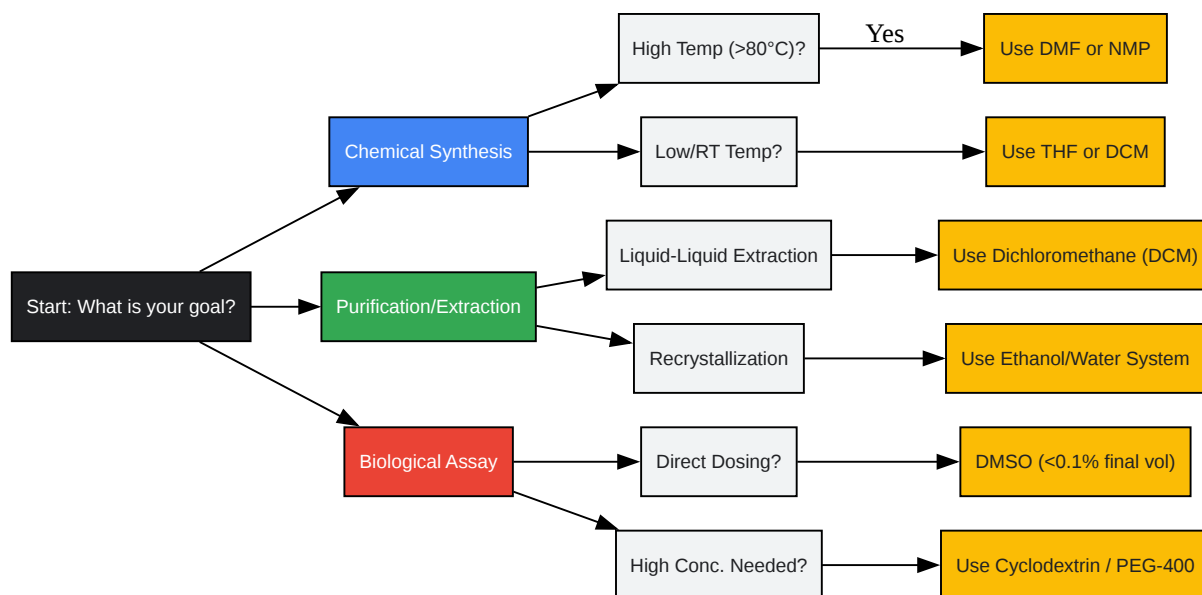 High Temp (>80°C)?
Yes
Use DMF or NMP
Chemical Synthesis
Low/RT Temp?
Use THF or DCM
Liquid-Liquid Extraction
Use Dichloromethane (DCM)
Start: What is your goal?
Purification/Extraction
Recrystallization
Use Ethanol/Water System
Biological Assay
Direct Dosing?
DMSO (<0.1% final vol)
High Conc. Needed?
Use Cyclodextrin / PEG-400